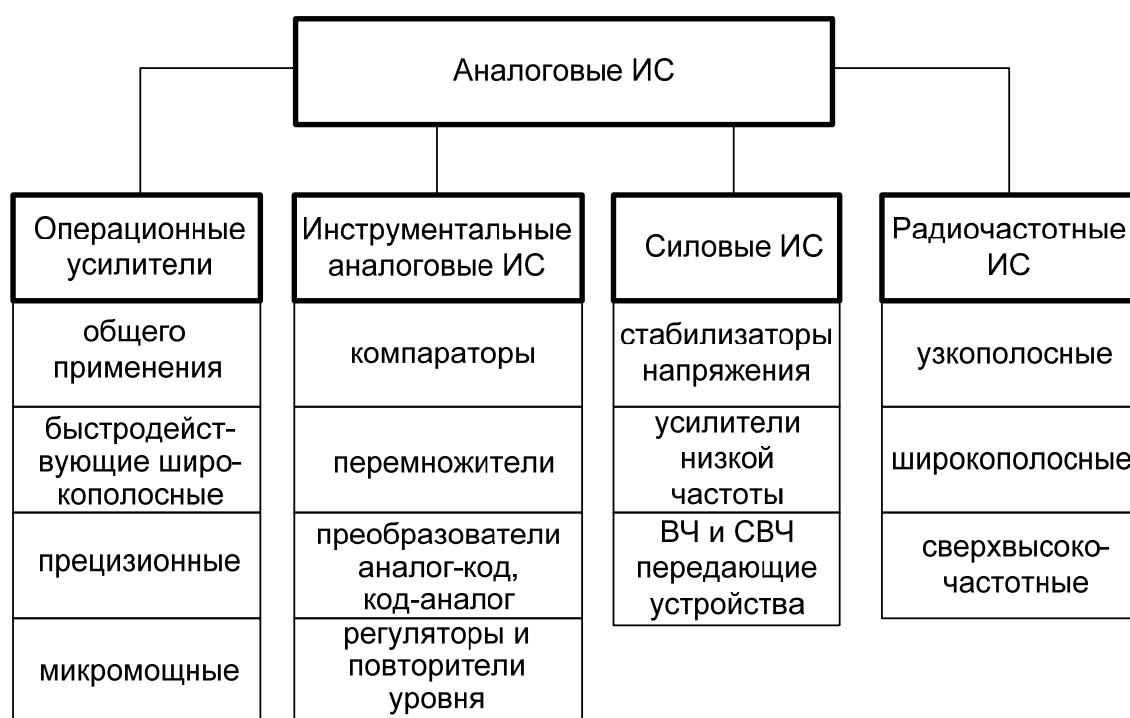 Аналоговые ИС
Операционные
усилители
общего
применения
быстродейст-
вующие широ-
кополосные
прецизионные
микромощные
Инструментальные
аналоговые ИС
компараторы
перемножители
преобразователи
аналог-код,
код-аналог
регуляторы и
повторители
уровня
Силовые ИС
стабилизаторы
напряжения
усилители
низкой
частоты
ВЧ и СВЧ
передающие
устройства
Радиочастотные
ИС
узкополосные
широкополосные
сверхвысоко-
частотные